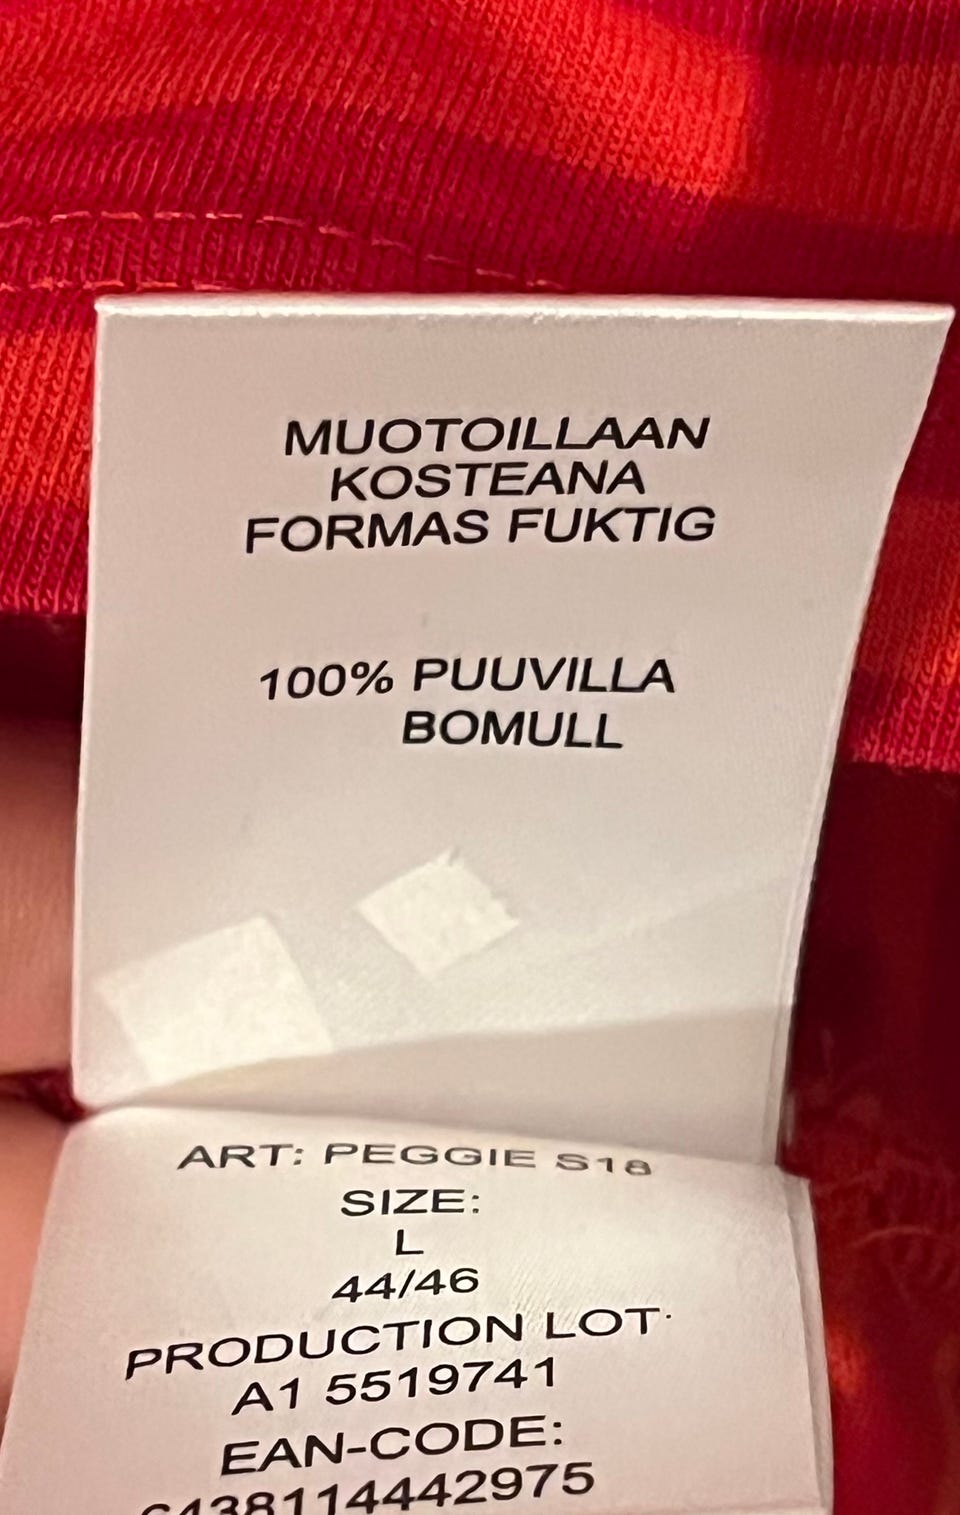 MUOTOILLAAN
KOSTEANA
FORMAS FUKTIG
100% PUUVILLA
BOMULL
ART: PEGGIE S18
SIZE:
L
44/46
PRODUCTION LOT:
A1 5519741
EAN-CODE:
6438114442975